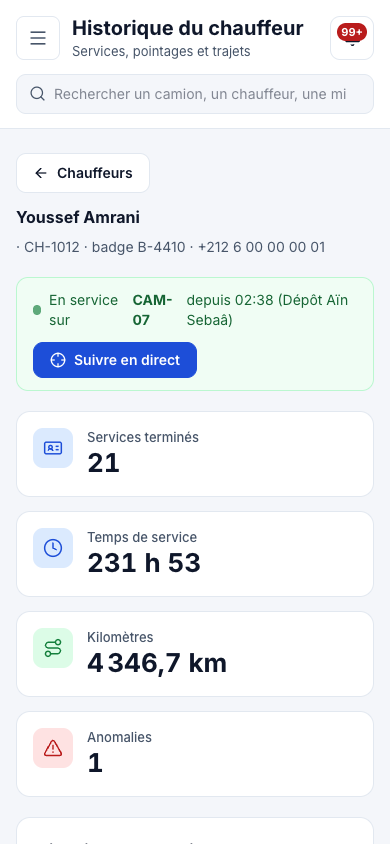 Historique du chauffeur
99+
Services, pointages et trajets
Rechercher un camion, un chauffeur, une mi
Chauffeurs
Youssef Amrani
· CH-1012 · badge B-4410 · +212 6 00 00 00 01
En service sur CAM-07 depuis 02:38 (Dépôt Aïn Sebaâ)
Suivre en direct
Services terminés
21
Temps de service
231 h 53
Kilomètres
4 346,7 km
Anomalies
1